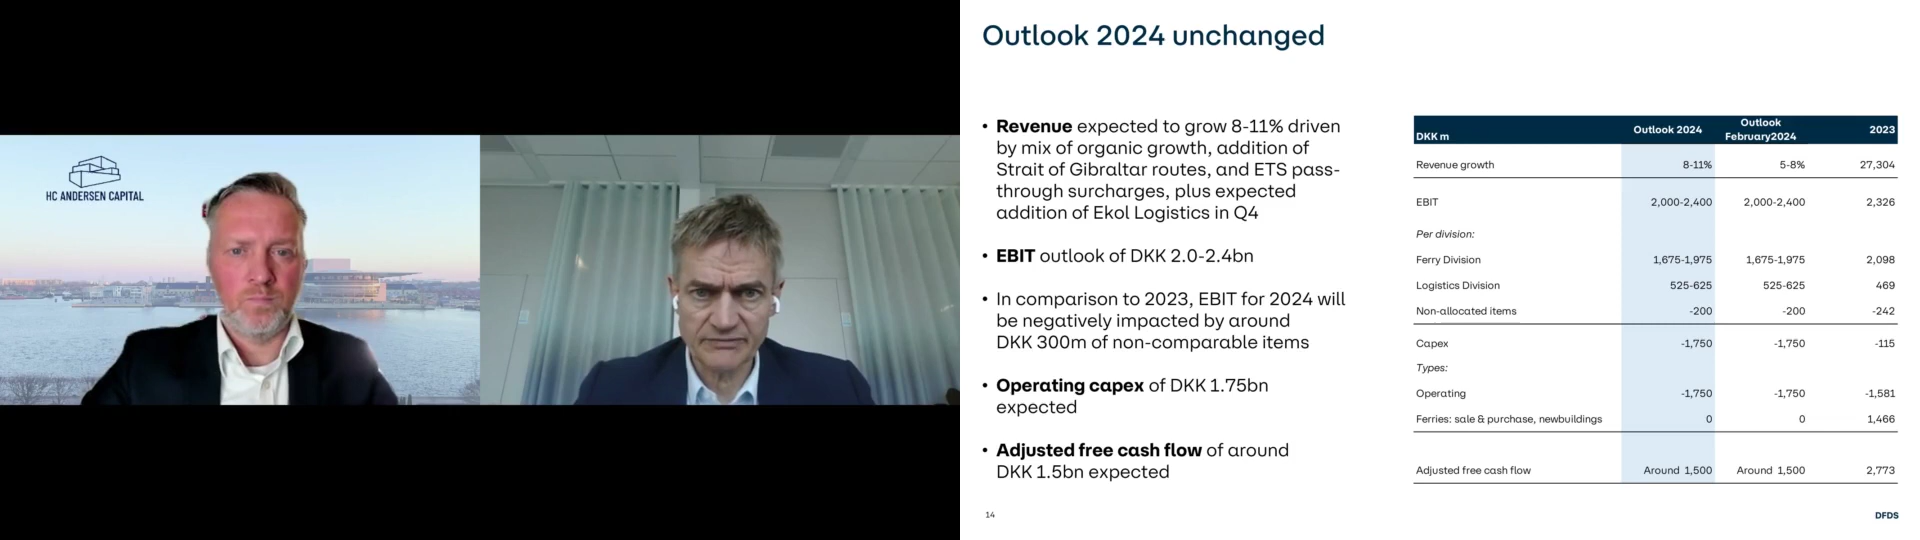 HC ANDERSEN CAPITAL
Outlook 2024 unchanged
• Revenue expected to grow 8-11% driven
by mix of organic growth, addition of
Strait of Gibraltar routes, and ETS pass-
through surcharges, plus expected
addition of Ekol Logistics in Q4
• EBIT outlook of DKK 2.0-2.4bn
• In comparison to 2023, EBIT for 2024 will
be negatively impacted by around
DKK 300m of non-comparable items
• Operating capex of DKK 1.75bn
expected
• Adjusted free cash flow of around
DKK 1.5bn expected
DKK m Outlook 2024 Outlook February2024 2023
Revenue growth 8-11% 5-8% 27,304
EBIT 2,000-2,400 2,000-2,400 2,326
Per division:
Ferry Division 1,675-1,975 1,675-1,975 2,098
Logistics Division 525-625 525-625 469
Non-allocated items -200 -200 -242
Capex -1,750 -1,750 -115
Types:
Operating -1,750 -1,750 -1,581
Ferries: sale & purchase, newbuildings 0 0 1,466
Adjusted free cash flow Around 1,500 Around 1,500 2,773
14
DFDS